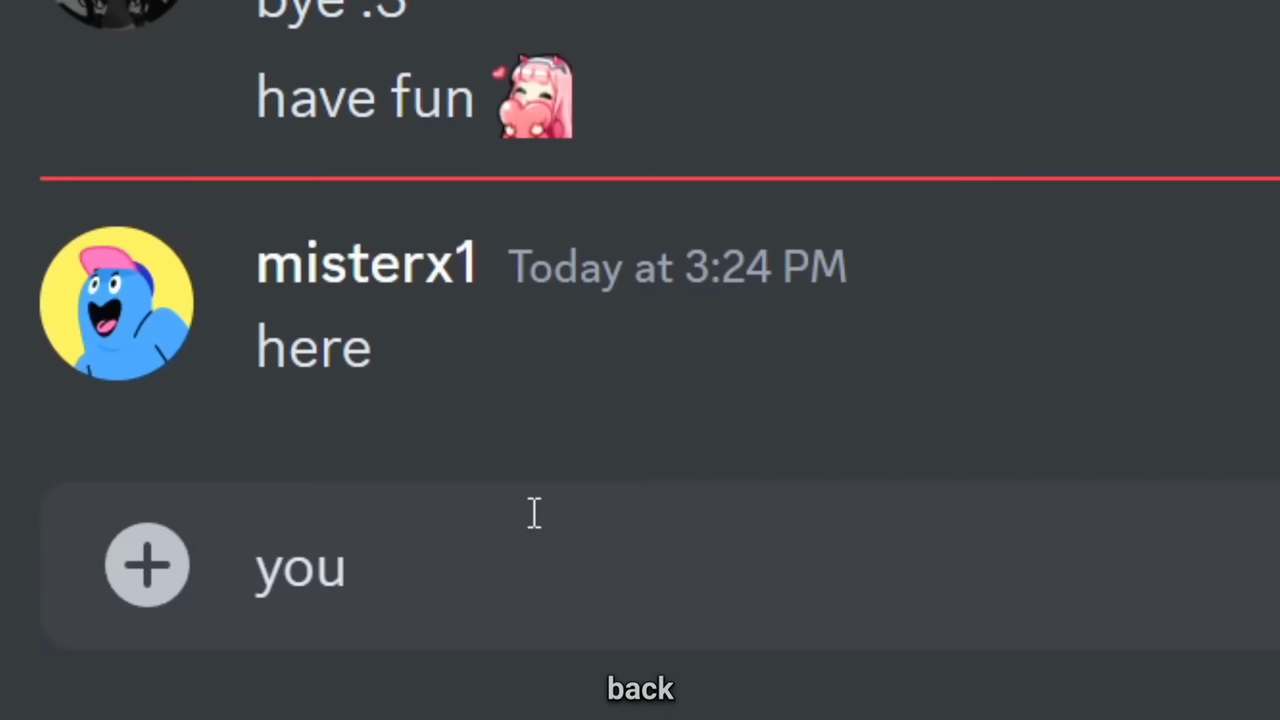 bye :3
have fun
misterx1 Today at 3:24 PM
here
you
back